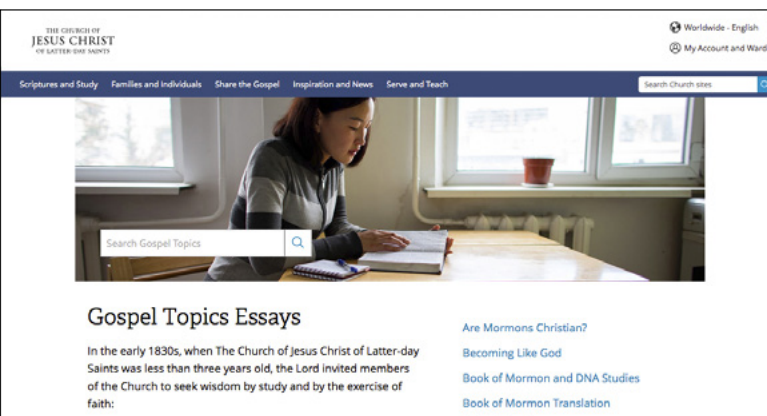 THE CHURCH OF
JESUS CHRIST
OF LATTER-DAY SAINTS
Worldwide - English
My Account and Ward
Scriptures and Study Families and Individuals Share the Gospel Inspiration and News Serve and Teach
Search Church sites
Search Gospel Topics
Gospel Topics Essays
In the early 1830s, when The Church of Jesus Christ of Latter-day
Saints was less than three years old, the Lord invited members
of the Church to seek wisdom by study and by the exercise of
faith:
Are Mormons Christian?
Becoming Like God
Book of Mormon and DNA Studies
Book of Mormon Translation